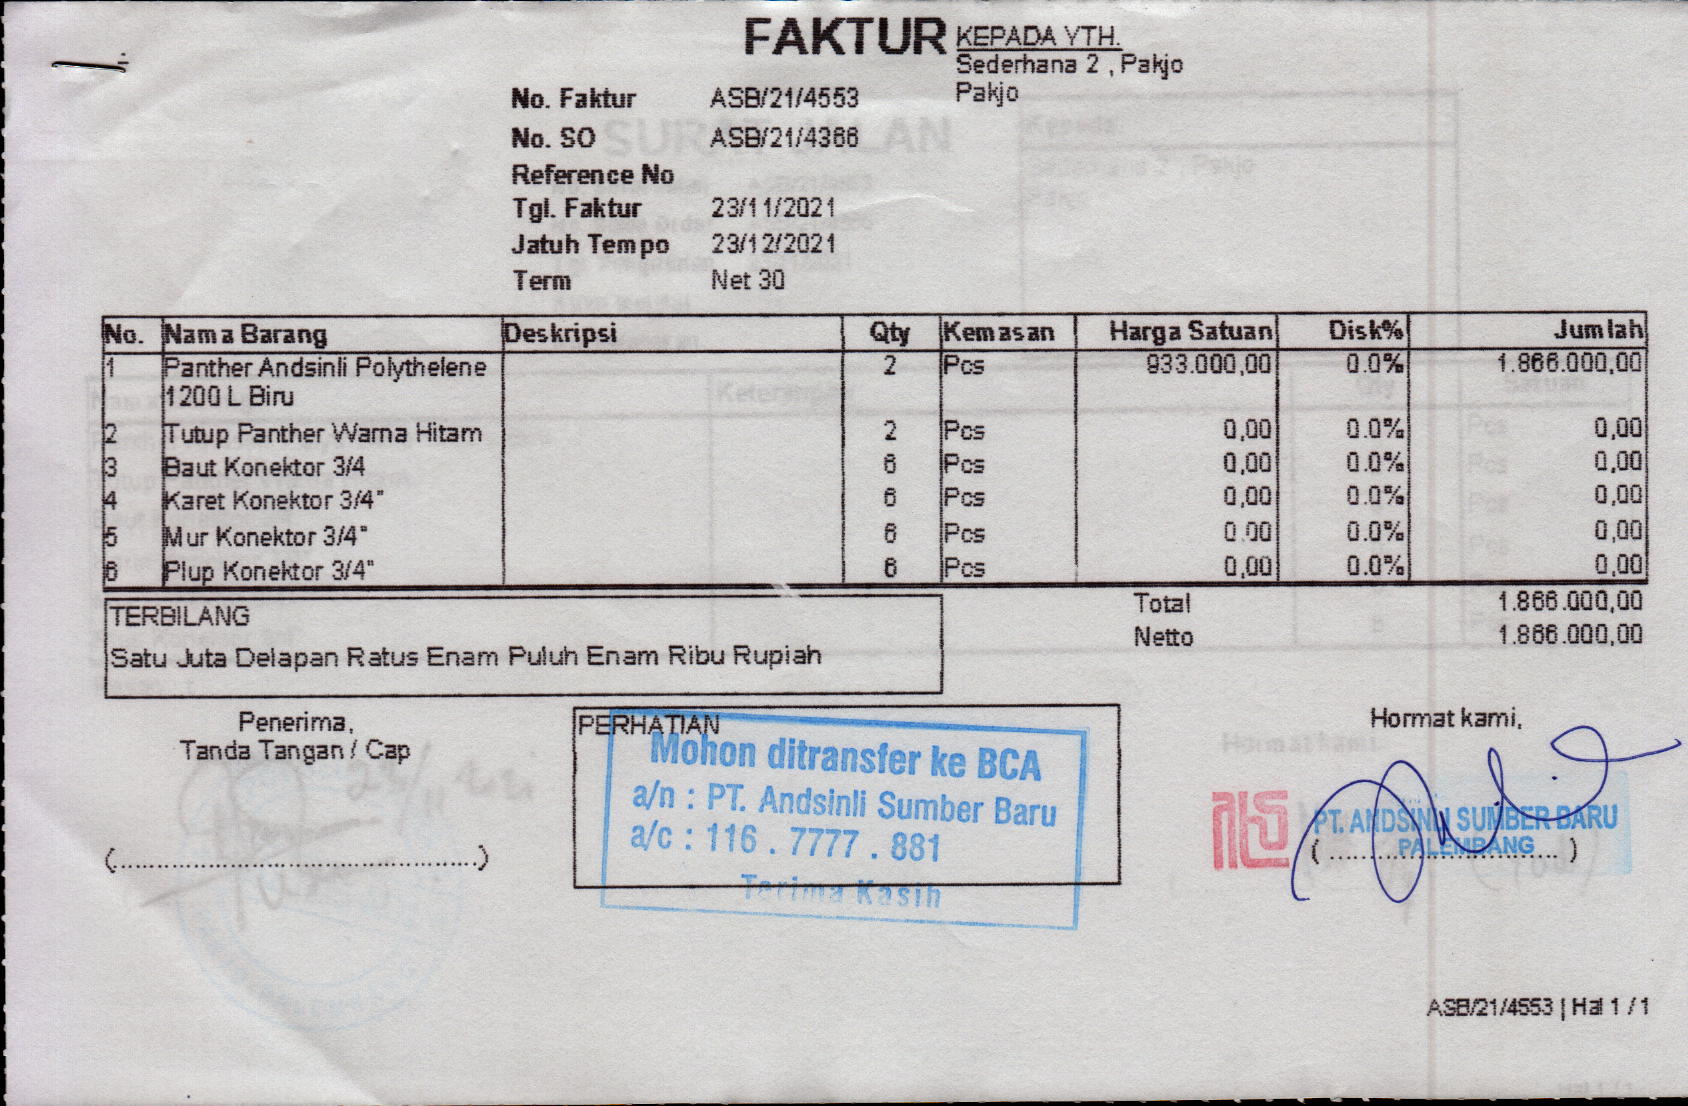 FAKTUR
KEPADA YTH.
Sederhana 2 , Pakjo
Pakjo
No. Faktur ASB/21/4553
No. SO ASB/21/4366
Reference No
Tgl. Faktur 23/11/2021
Jatuh Tempo 23/12/2021
Term Net 30
No. Nama Barang Deskripsi Qty Kemasan Harga Satuan Disk% Jumlah
1 Panther Andsinli Polythelene 2 Pcs 933.000,00 0.0% 1.866.000,00
1200 L Biru
2 Tutup Panther Warna Hitam 2 Pcs 0,00 0.0% 0,00
3 Baut Konektor 3/4 6 Pcs 0,00 0.0% 0,00
4 Karet Konektor 3/4" 6 Pcs 0,00 0.0% 0,00
5 Mur Konektor 3/4" 6 Pcs 0,00 0.0% 0,00
6 Plup Konektor 3/4" 6 Pcs 0,00 0.0% 0,00
TERBILANG
Satu Juta Delapan Ratus Enam Puluh Enam Ribu Rupiah
Total 1.866.000,00
Netto 1.866.000,00
Penerima,
Tanda Tangan / Cap
(................................................)
PERHATIAN
Mohon ditransfer ke BCA
a/n : PT. Andsinli Sumber Baru
a/c : 116 . 7777 . 881
Terima Kasih
Hormat kami,
PT. ANDSINLI SUMBER BARU
PALEMBANG
( .............................. )
ASB/21/4553 | Hal 1 / 1